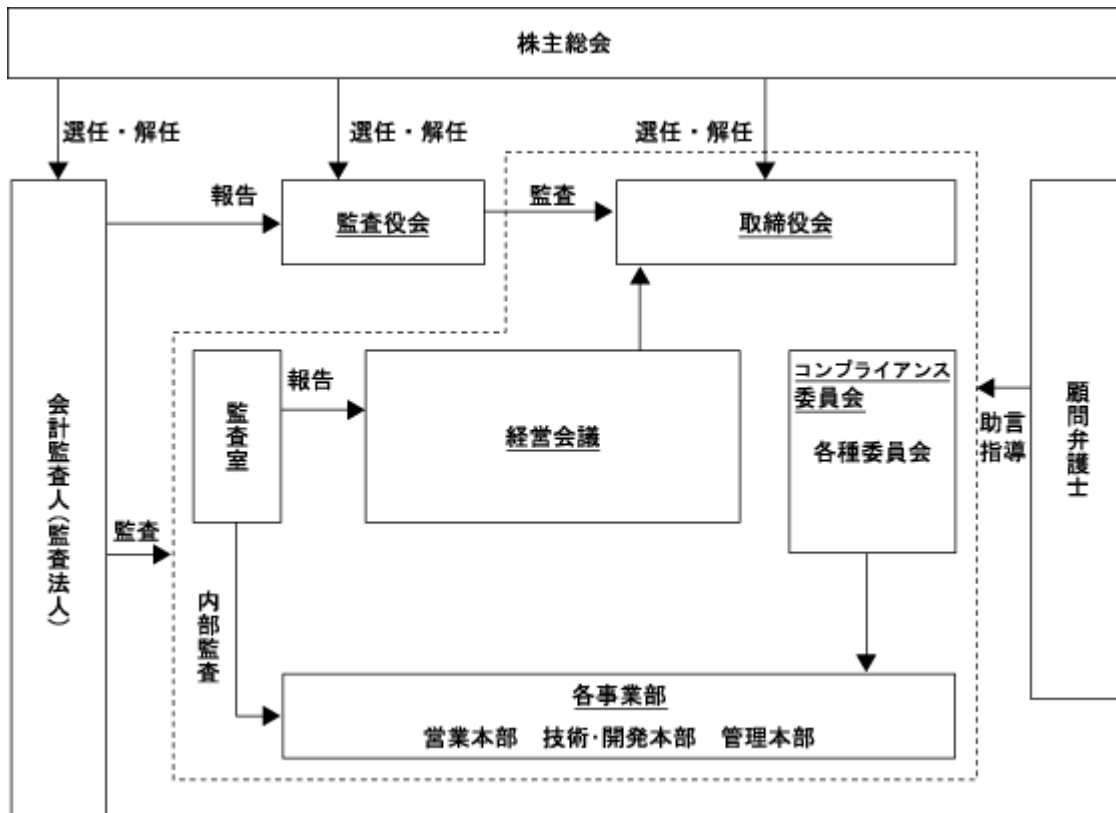 株主総会
選任・解任
選任・解任
選任・解任
報告
監査役会
監査
取締役会
会計監査人(監査法人)
監査
監査室
報告
経営会議
コンプライアンス
委員会
各種委員会
助言
指導
顧問弁護士
内部監査
各事業部
営業本部 技術・開発本部 管理本部